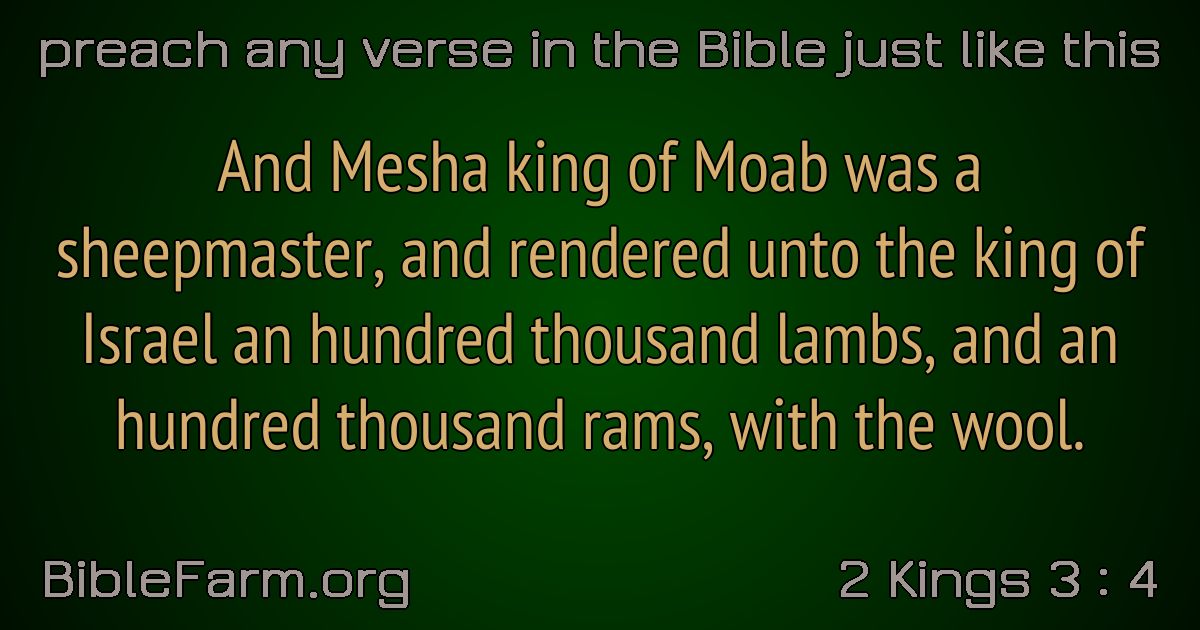 preach any verse in the Bible just like this
And Mesha king of Moab was a
sheepmaster, and rendered unto the king of
Israel an hundred thousand lambs, and an
hundred thousand rams, with the wool.
BibleFarm.org
2 Kings 3 : 4